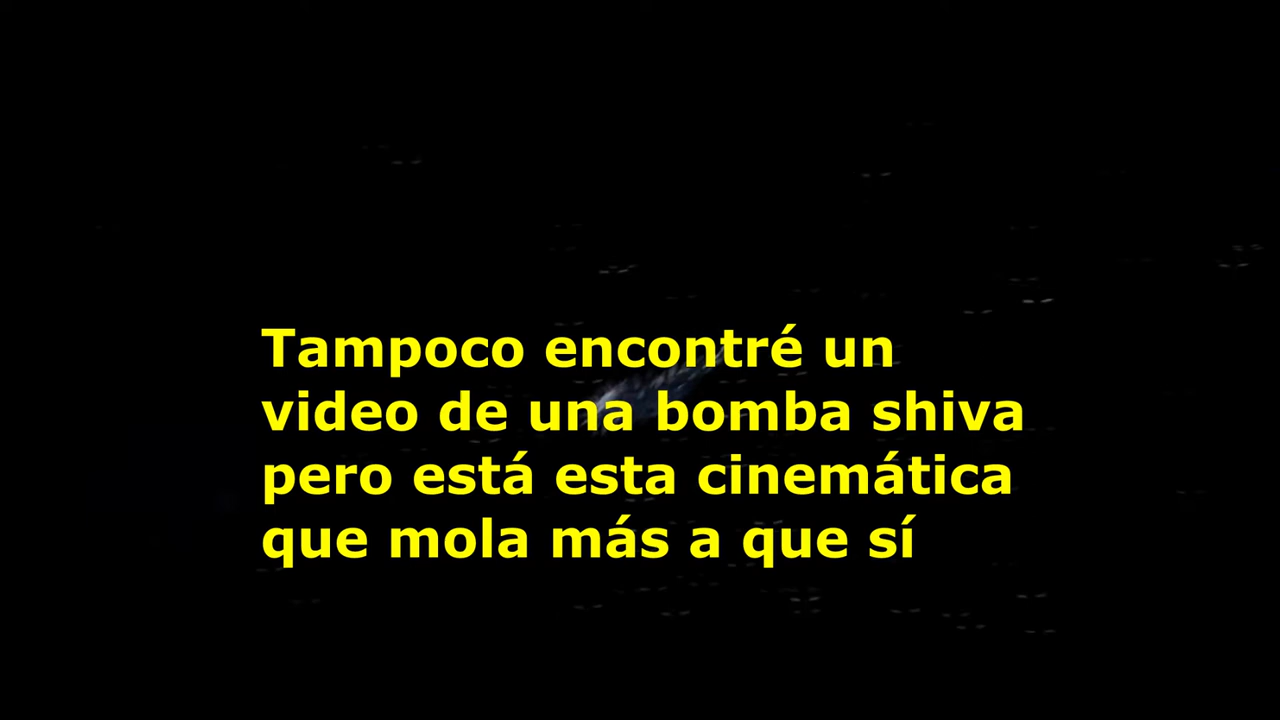 Tampoco encontré un
video de una bomba shiva
pero está esta cinemática
que mola más a que sí